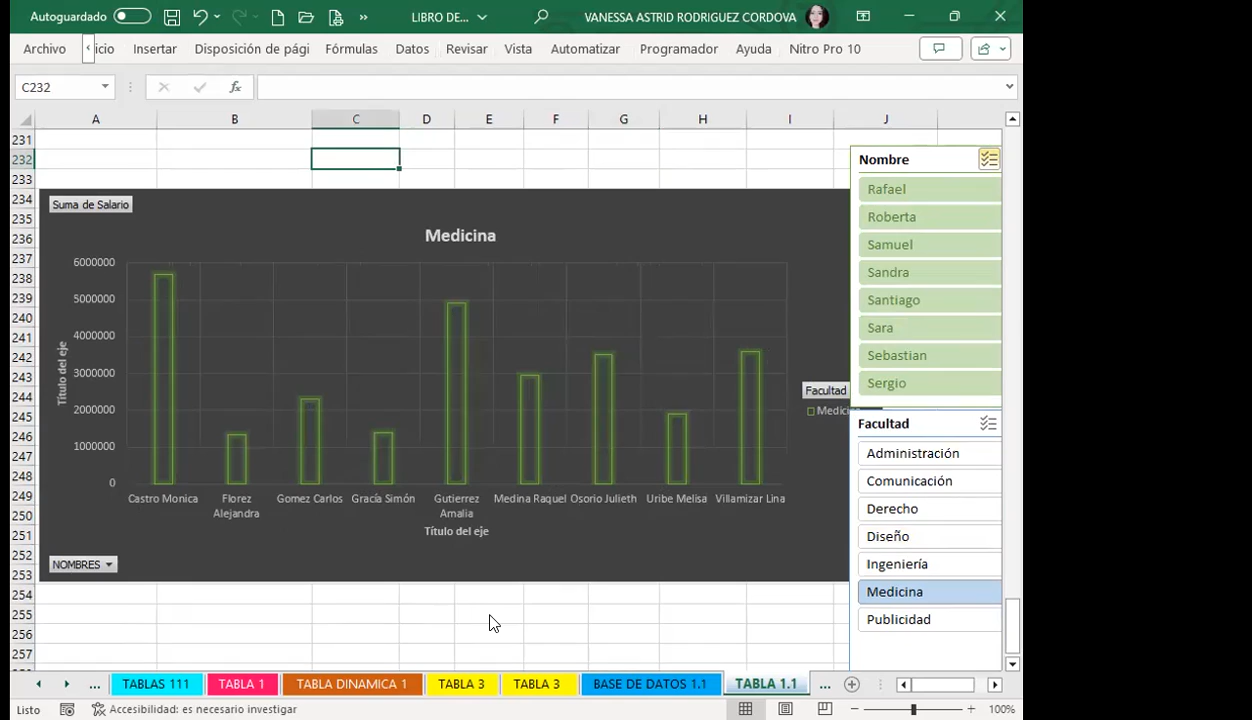 Autoguardado
LIBRO DE...
VANESSA ASTRID RODRIGUEZ CORDOVA
Archivo
icio
Insertar
Disposición de pági
Fórmulas
Datos
Revisar
Vista
Automatizar
Programador
Ayuda
Nitro Pro 10
C232
fx
A B C D E F G H I J
231
232
233
234
235
236
237
238
239
240
241
242
243
244
245
246
247
248
249
250
251
252
253
254
255
256
257
Suma de Salario
Medicina
6000000
5000000
4000000
3000000
2000000
1000000
0
Título del eje
Castro Monica
Florez
Alejandra
Gomez Carlos
Gracía Simón
Gutierrez
Amalia
Medina Raquel
Osorio Julieth
Uribe Melisa
Villamizar Lina
Título del eje
NOMBRES
Facultad
Nombre
Rafael
Roberta
Samuel
Sandra
Santiago
Sara
Sebastian
Sergio
Facultad
Administración
Comunicación
Derecho
Diseño
Ingeniería
Medicina
Publicidad
...
TABLAS 111
TABLA 1
TABLA DINAMICA 1
TABLA 3
TABLA 3
BASE DE DATOS 1.1
TABLA 1.1
...
Listo
Accesibilidad: es necesario investigar
100%